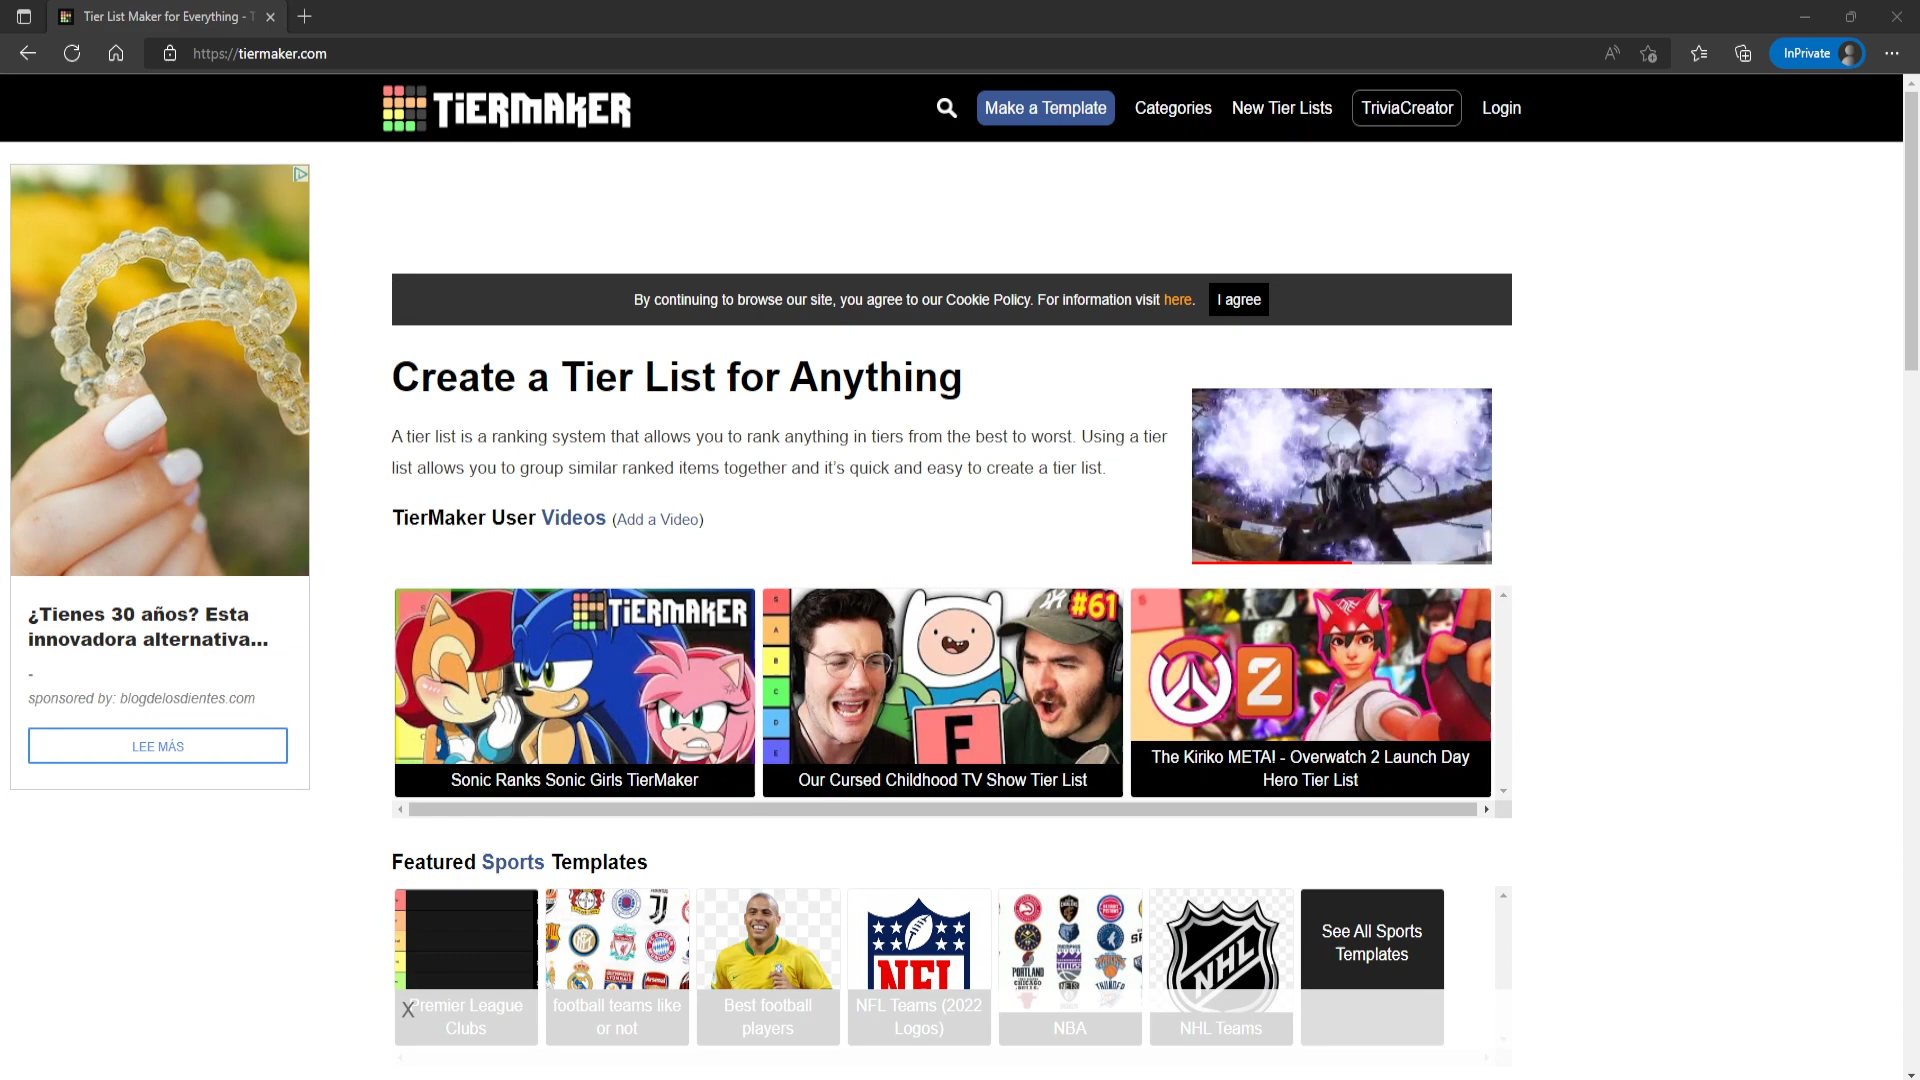 Tier List Maker for Everything - T
https://tiermaker.com
InPrivate
TiERMAKER
Make a Template
Categories
New Tier Lists
TriviaCreator
Login
By continuing to browse our site, you agree to our Cookie Policy. For information visit here.
I agree
Create a Tier List for Anything
A tier list is a ranking system that allows you to rank anything in tiers from the best to worst. Using a tier
list allows you to group similar ranked items together and it's quick and easy to create a tier list.
TierMaker User Videos (Add a Video)
¿Tienes 30 años? Esta
innovadora alternativa...
-
sponsored by: blogdelosdientes.com
LEE MÁS
S
TiERMAKER
Sonic Ranks Sonic Girls TierMaker
S
A
B
C
D
E
#61
F
Our Cursed Childhood TV Show Tier List
S
2
The Kiriko META! - Overwatch 2 Launch Day
Hero Tier List
Featured Sports Templates
X
Premier League
Clubs
football teams like
or not
Best football
players
NFL
NFL Teams (2022
Logos)
PORTLAND
KINGS
THUNDER
NBA
NHL
NHL Teams
See All Sports
Templates